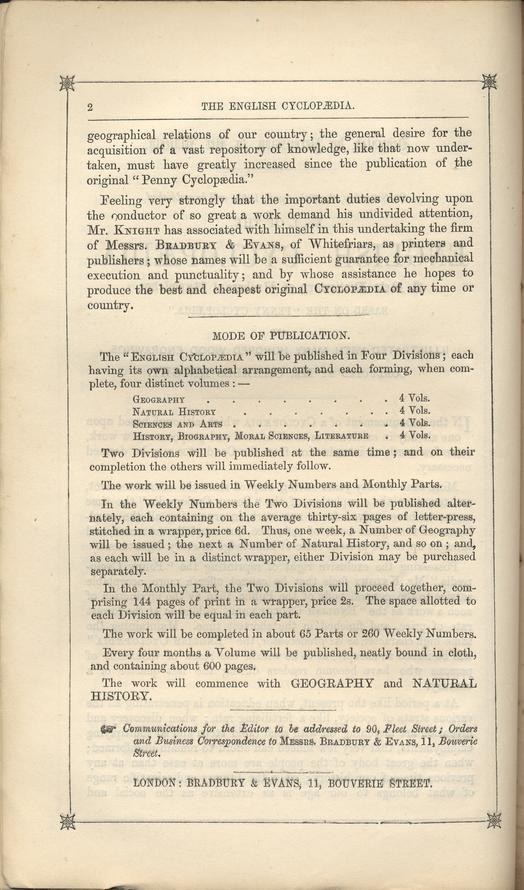 2 THE ENGLISH CYCLOPÆDIA.
geographical relations of our country; the general desire for the
acquisition of a vast repository of knowledge, like that now under-
taken, must have greatly increased since the publication of the
original “Penny Cyclopædia.”
Feeling very strongly that the important duties devolving upon
the conductor of so great a work demand his undivided attention,
Mr. KNIGHT has associated with himself in this undertaking the firm
of Messrs. BRADBURY & EVANS, of Whitefriars, as printers and
publishers; whose names will be a sufficient guarantee for mechanical
execution and punctuality; and by whose assistance he hopes to
produce the best and cheapest original CYCLOPÆDIA of any time or
country.
MODE OF PUBLICATION.
The “ENGLISH CYCLOPÆDIA” will be published in Four Divisions; each
having its own alphabetical arrangement, and each forming, when com-
plete, four distinct volumes:—
GEOGRAPHY . . . . . . . . 4 Vols.
NATURAL HISTORY . . . . . . . 4 Vols.
SCIENCES AND ARTS . . . . . . . 4 Vols.
HISTORY, BIOGRAPHY, MORAL SCIENCES, LITERATURE . 4 Vols.
Two Divisions will be published at the same time; and on their
completion the others will immediately follow.
The work will be issued in Weekly Numbers and Monthly Parts.
In the Weekly Numbers the Two Divisions will be published alter-
nately, each containing on the average thirty-six pages of letter-press,
stitched in a wrapper, price 6d. Thus, one week, a Number of Geography
will be issued; the next a Number of Natural History, and so on; and,
as each will be in a distinct wrapper, either Division may be purchased
separately.
In the Monthly Part, the Two Divisions will proceed together, com-
prising 144 pages of print in a wrapper, price 2s. The space allotted to
each Division will be equal in each part.
The work will be completed in about 65 Parts or 260 Weekly Numbers.
Every four months a Volume will be published, neatly bound in cloth,
and containing about 600 pages.
The work will commence with GEOGRAPHY and NATURAL
HISTORY.
☞ Communications for the Editor to be addressed to 90, Fleet Street; Orders
and Business Correspondence to MESSRS. BRADBURY & EVANS, 11, Bouverie
Street.
LONDON: BRADBURY & EVANS, 11, BOUVERIE STREET.